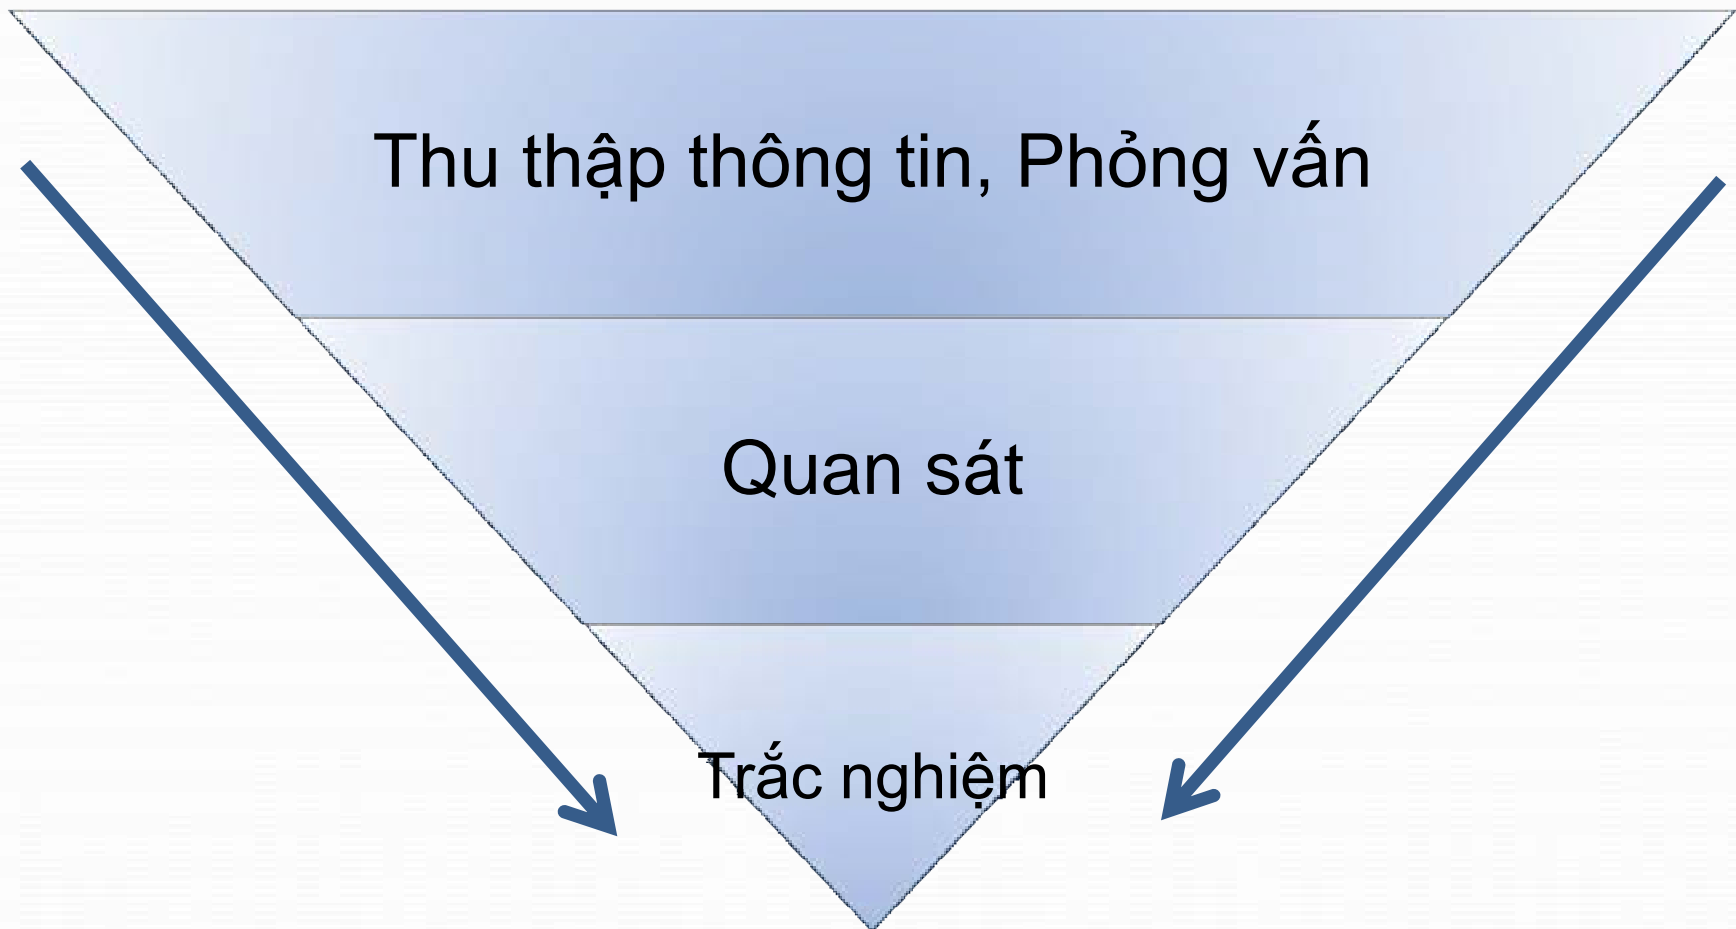 Thu thập thông tin, Phỏng vấn
Quan sát
Trắc nghiệm